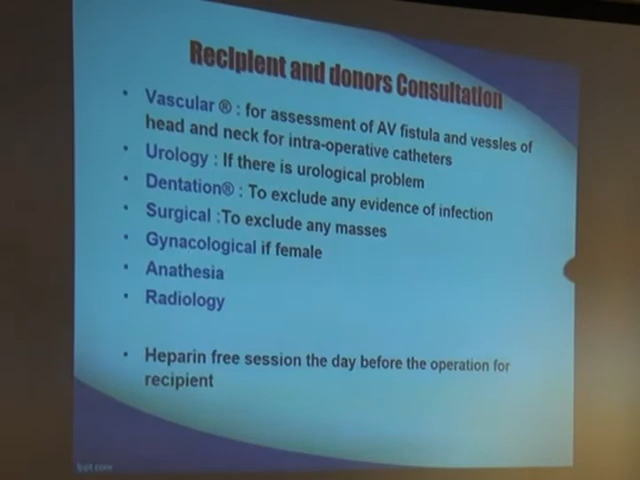 Recipient and donors Consultation
• Vascular ® : for assessment of AV fistula and vessles of
head and neck for intra-operative catheters
• Urology : If there is urological problem
• Dentation® : To exclude any evidence of infection
• Surgical :To exclude any masses
• Gynacological if female
• Anathesia
• Radiology
• Heparin free session the day before the operation for
recipient